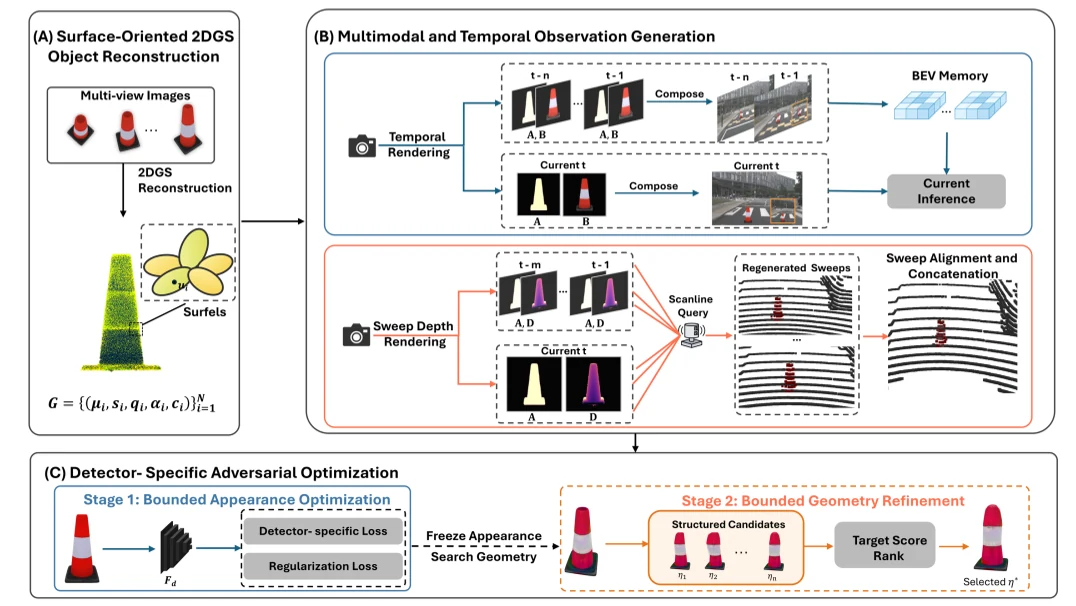 (A) Surface-Oriented 2DGS
Object Reconstruction
Multi-view Images
...
2DGS
Reconstruction
μᵢ
Surfels
G = {(μᵢ, sᵢ, qᵢ, αᵢ, cᵢ)}ᵢ₌₁ᴺ
(B) Multimodal and Temporal Observation Generation
Temporal
Rendering
t - n
...
t - 1
A, B
A, B
Compose
t - n
t - 1
BEV Memory
...
Current t
A
B
Compose
Current t
Current
Inference
Sweep Depth
Rendering
t - m
...
t - 1
A, D
A, D
Current t
A
D
Scanline
Query
Regenerated Sweeps
...
Sweep Alignment and
Concatenation
(C) Detector- Specific Adversarial Optimization
Stage 1: Bounded Appearance Optimization
F_d
Detector- specific Loss
Regularization Loss
Freeze Appearance
Search Geometry
Stage 2: Bounded Geometry Refinement
Structured Candidates
...
η₁
η₂
ηₙ
Target Score
Rank
Selected η*